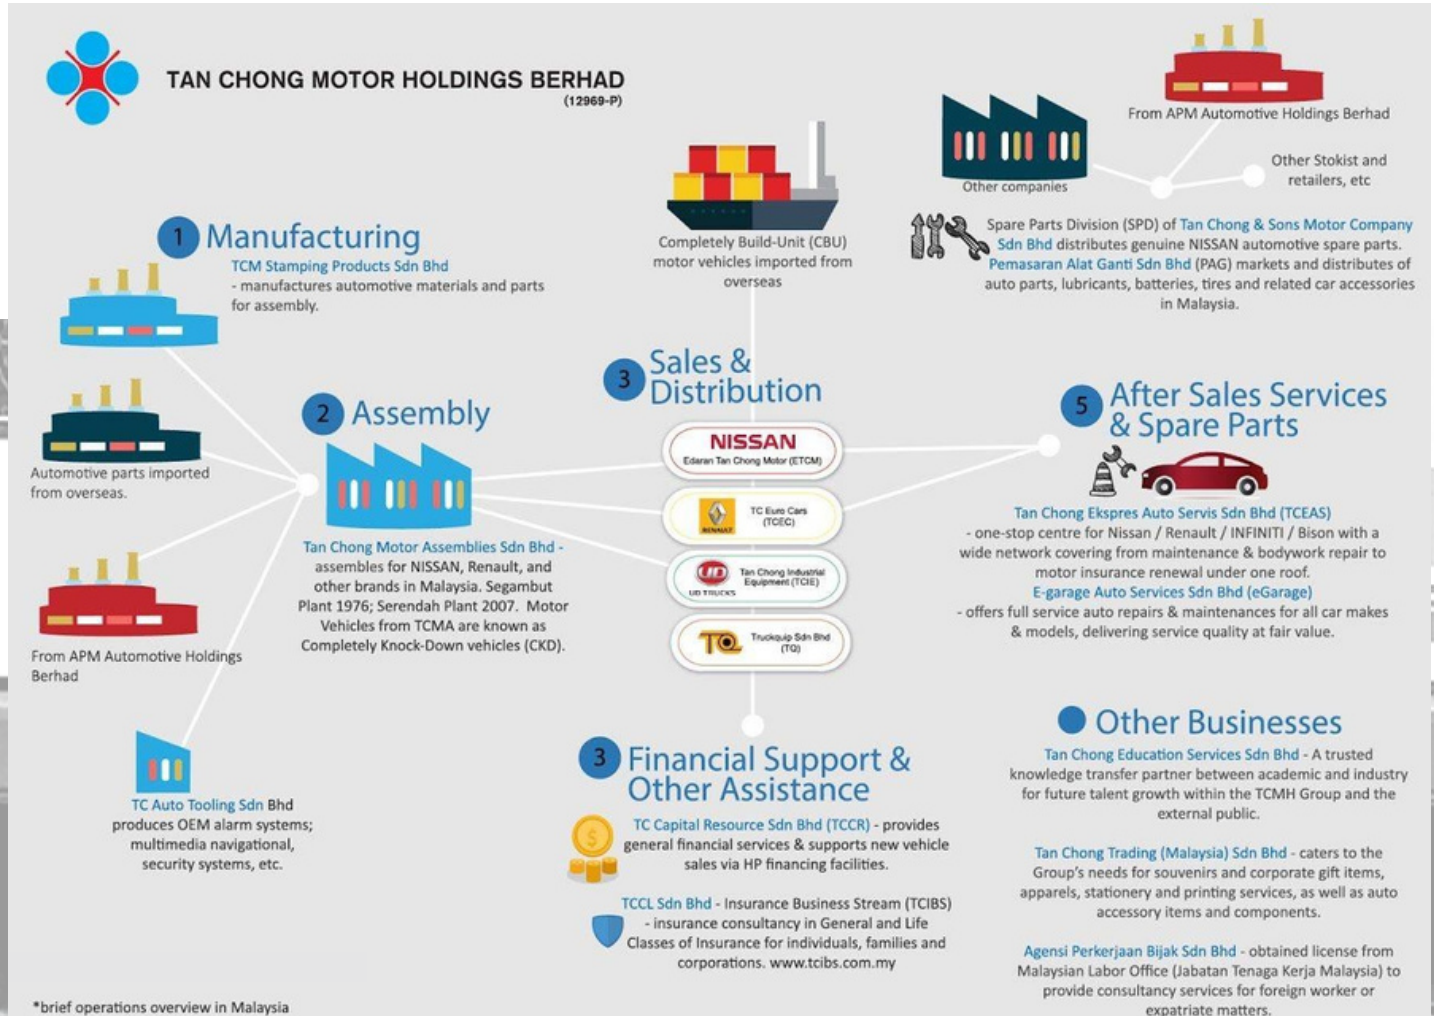 TAN CHONG MOTOR HOLDINGS BERHAD
(12969-P)
1 Manufacturing
TCM Stamping Products Sdn Bhd
- manufactures automotive materials and parts
for assembly.
Automotive parts imported
from overseas.
From APM Automotive Holdings
Berhad
TC Auto Tooling Sdn Bhd
produces OEM alarm systems;
multimedia navigational,
security systems, etc.
2 Assembly
Tan Chong Motor Assemblies Sdn Bhd -
assembles for NISSAN, Renault, and
other brands in Malaysia. Segambut
Plant 1976; Serendah Plant 2007. Motor
Vehicles from TCMA are known as
Completely Knock-Down vehicles (CKD).
Completely Build-Unit (CBU)
motor vehicles imported from
overseas
3 Sales &
Distribution
NISSAN
Edaran Tan Chong Motor (ETCM)
RENAULT
TC Euro Cars
(TCEC)
UD
UD TRUCKS
Tan Chong Industrial
Equipment (TCIE)
TQ
Truckquip Sdn Bhd
(TQ)
3 Financial Support &
Other Assistance
TC Capital Resource Sdn Bhd (TCCR) - provides
general financial services & supports new vehicle
sales via HP financing facilities.
TCCL Sdn Bhd - Insurance Business Stream (TCIBS)
- insurance consultancy in General and Life
Classes of Insurance for individuals, families and
corporations. www.tcibs.com.my
From APM Automotive Holdings Berhad
Other companies
Other Stokist and
retailers, etc
Spare Parts Division (SPD) of Tan Chong & Sons Motor Company
Sdn Bhd distributes genuine NISSAN automotive spare parts.
Pemasaran Alat Ganti Sdn Bhd (PAG) markets and distributes of
auto parts, lubricants, batteries, tires and related car accessories
in Malaysia.
5 After Sales Services
& Spare Parts
Tan Chong Ekspres Auto Servis Sdn Bhd (TCEAS)
- one-stop centre for Nissan / Renault / INFINITI / Bison with a
wide network covering from maintenance & bodywork repair to
motor insurance renewal under one roof.
E-garage Auto Services Sdn Bhd (eGarage)
- offers full service auto repairs & maintenances for all car makes
& models, delivering service quality at fair value.
Other Businesses
Tan Chong Education Services Sdn Bhd - A trusted
knowledge transfer partner between academic and industry
for future talent growth within the TCMH Group and the
external public.
Tan Chong Trading (Malaysia) Sdn Bhd - caters to the
Group's needs for souvenirs and corporate gift items,
apparels, stationery and printing services, as well as auto
accessory items and components.
Agensi Perkerjaan Bijak Sdn Bhd - obtained license from
Malaysian Labor Office (Jabatan Tenaga Kerja Malaysia) to
provide consultancy services for foreign worker or
expatriate matters.
*brief operations overview in Malaysia